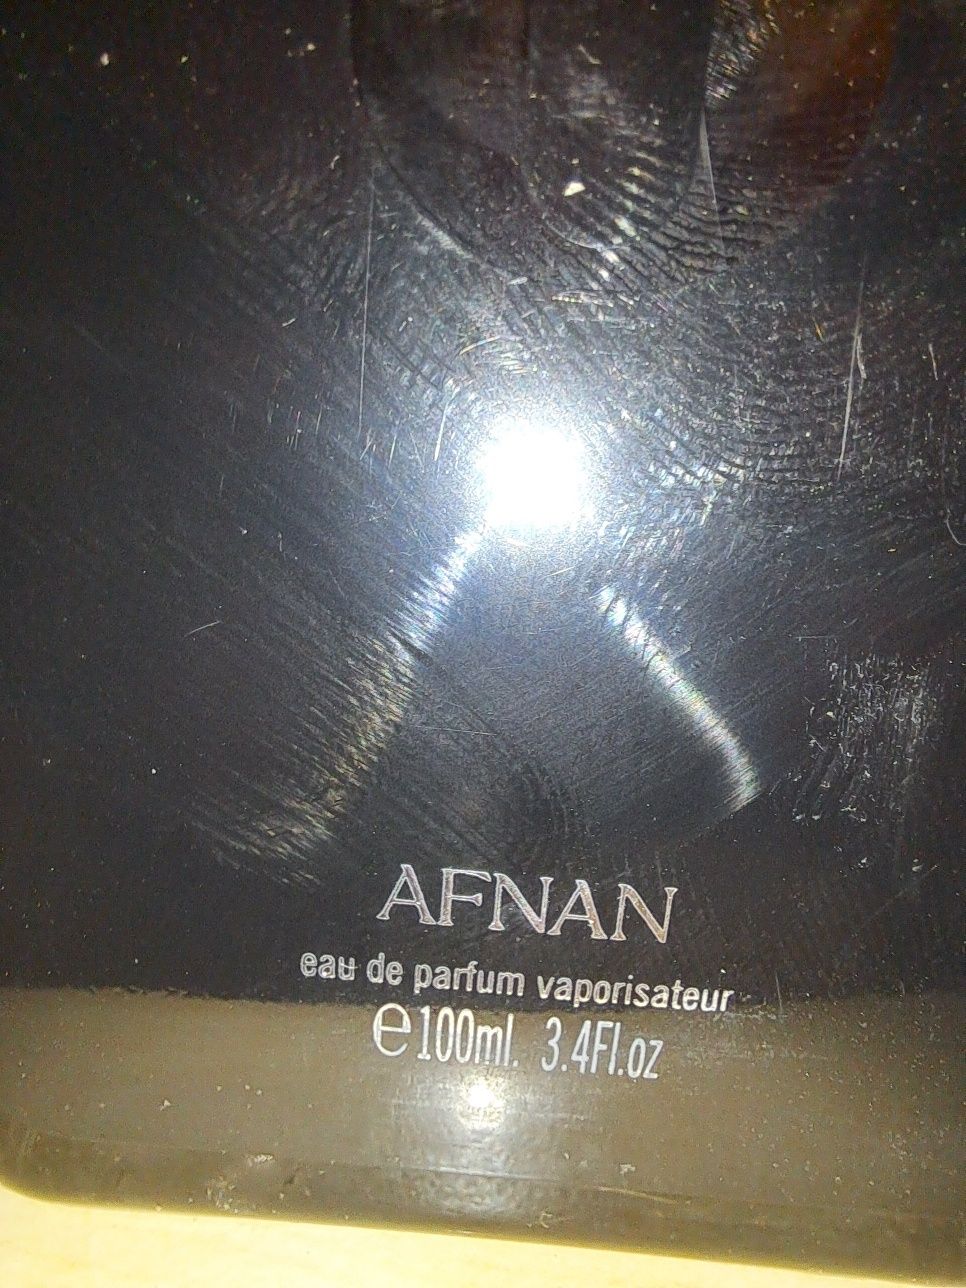 AFNAN
eau de parfum vaporisateur
℮100ml. 3.4Fl.oz